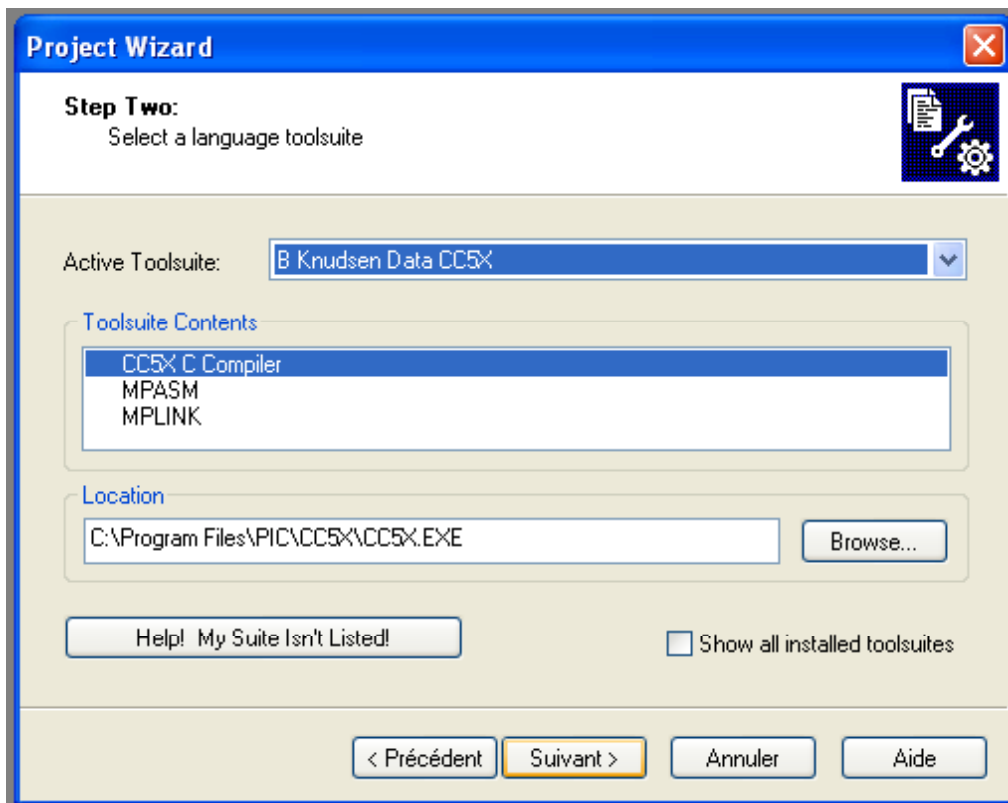 Project Wizard
Step Two:
Select a language toolsuite
Active Toolsuite: B Knudsen Data CC5X
Toolsuite Contents
CC5X C Compiler
MPASM
MPLINK
Location
C:\Program Files\PIC\CC5X\CC5X.EXE Browse...
Help! My Suite Isn't Listed! Show all installed toolsuites
< Précédent Suivant > Annuler Aide